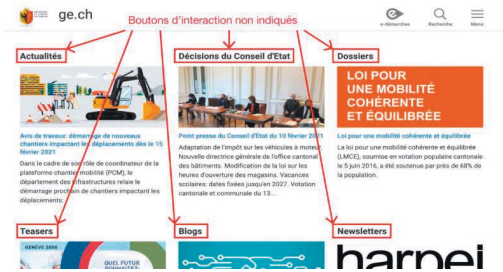 ge.ch
Boutons d'interaction non indiqués
e-démarches
Recherche
Menu
Actualités
Décisions du Conseil d'Etat
Dossiers
LOI POUR
UNE MOBILITÉ
COHÉRENTE
ET ÉQUILIBRÉE
Avis de travaux: démarrage de nouveaux
chantiers impactant les déplacements dès le 15
février 2021
Dans le cadre de son rôle de coordinateur de la
plateforme chantier mobilité (PCM), le
département des infrastructures relaie le
démarrage prochain de chantiers impactant les
déplacements:
Point presse du Conseil d'Etat du 10 février 2021
Adaptation de l'impôt sur les véhicules à moteur.
Nouvelle directive générale de l'office cantonal
des bâtiments. Modification de la loi sur les
heures d'ouverture des magasins. Vacances
scolaires: dates fixées jusqu'en 2027. Votation
cantonale et communale du 13...
Loi pour une mobilité cohérente et équilibrée
La loi pour une mobilité cohérente et équilibrée
(LMCE), soumise en votation populaire cantonale
le 5 juin 2016, a été soutenue par près de 68% de
la population.
Teasers
Blogs
Newsletters
GENÈVE 2050
QUEL FUTUR
SOUHAITEZ-
harpej